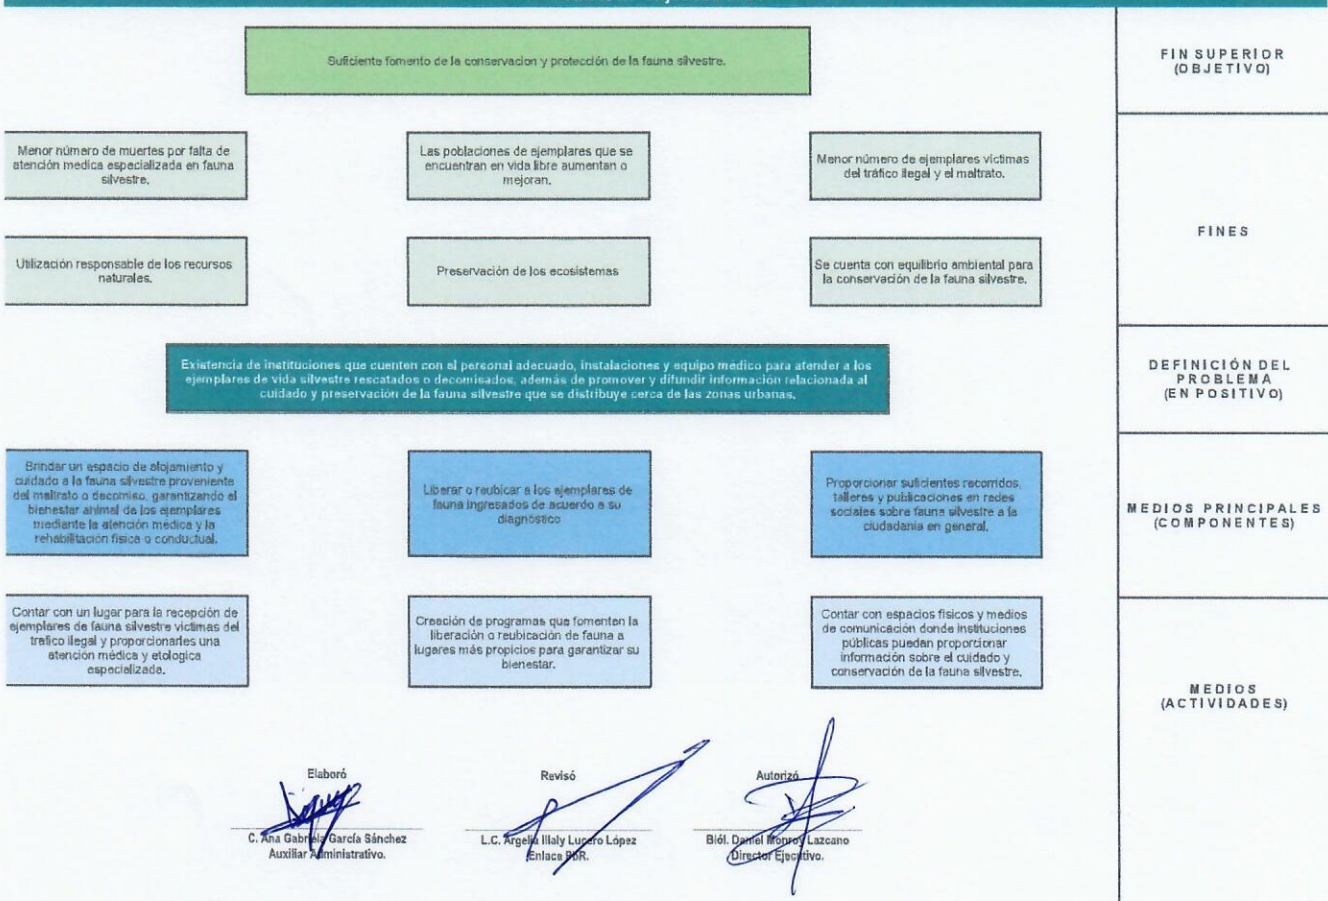 Suficiente fomento de la conservacion y protección de la fauna silvestre.
FIN SUPERIOR
(OBJETIVO)
Menor número de muertes por falta de
atención medica especializada en fauna
silvestre.
Las poblaciones de ejemplares que se
encuentran en vida libre aumentan o
mejoran.
Menor número de ejemplares víctimas
del tráfico ilegal y el maltrato.
Utilización responsable de los recursos
naturales.
Preservación de los ecosistemas
Se cuenta con equilibrio ambiental para
la conservación de la fauna silvestre.
FINES
Existencia de instituciones que cuenten con el personal adecuado, instalaciones y equipo médico para atender a los
ejemplares de vida silvestre rescatados o decomisados, además de promover y difundir información relacionada al
cuidado y preservación de la fauna silvestre que se distribuye cerca de las zonas urbanas.
DEFINICIÓN DEL
PROBLEMA
(EN POSITIVO)
Brindar un espacio de alojamiento y
cuidado a la fauna silvestre proveniente
del maltrato o decomiso, garantizando el
bienestar animal de los ejemplares
mediante la atención médica y la
rehabilitación física o conductual.
Liberar o reubicar a los ejemplares de
fauna ingresados de acuerdo a su
diagnóstico
Proporcionar suficientes recorridos,
talleres y publicaciones en redes
sociales sobre fauna silvestre a la
ciudadanía en general.
MEDIOS PRINCIPALES
(COMPONENTES)
Contar con un lugar para la recepción de
ejemplares de fauna silvestre victimas del
trafico ilegal y proporcionarles una
atención médica y etologica
especializada.
Creación de programas que fomenten la
liberación o reubicación de fauna a
lugares más propicios para garantizar su
bienestar.
Contar con espacios físicos y medios
de comunicación donde instituciones
públicas puedan proporcionar
información sobre el cuidado y
conservación de la fauna silvestre.
MEDIOS
(ACTIVIDADES)
Elaboró
C. Ana Gabriela García Sánchez
Auxiliar Administrativo.
Revisó
L.C. Argelia Illaly Lucero López
Enlace PbR.
Autorizó
Biól. Daniel Monroy Lazcano
Director Ejecutivo.